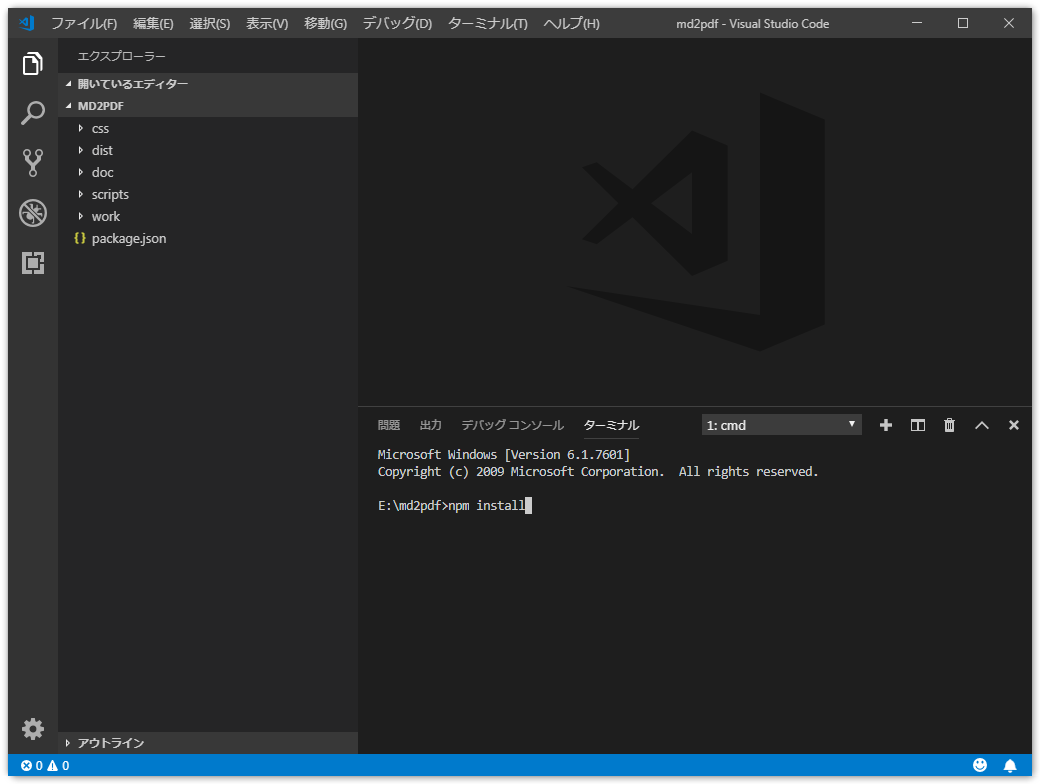 ファイル(F) 編集(E) 選択(S) 表示(V) 移動(G) デバッグ(D) ターミナル(T) ヘルプ(H) md2pdf - Visual Studio Code
エクスプローラー
開いているエディター
MD2PDF
css
dist
doc
scripts
work
{} package.json
アウトライン
問題 出力 デバッグ コンソール ターミナル 1: cmd
Microsoft Windows [Version 6.1.7601]
Copyright (c) 2009 Microsoft Corporation.  All rights reserved.
E:\md2pdf>npm install
0 0